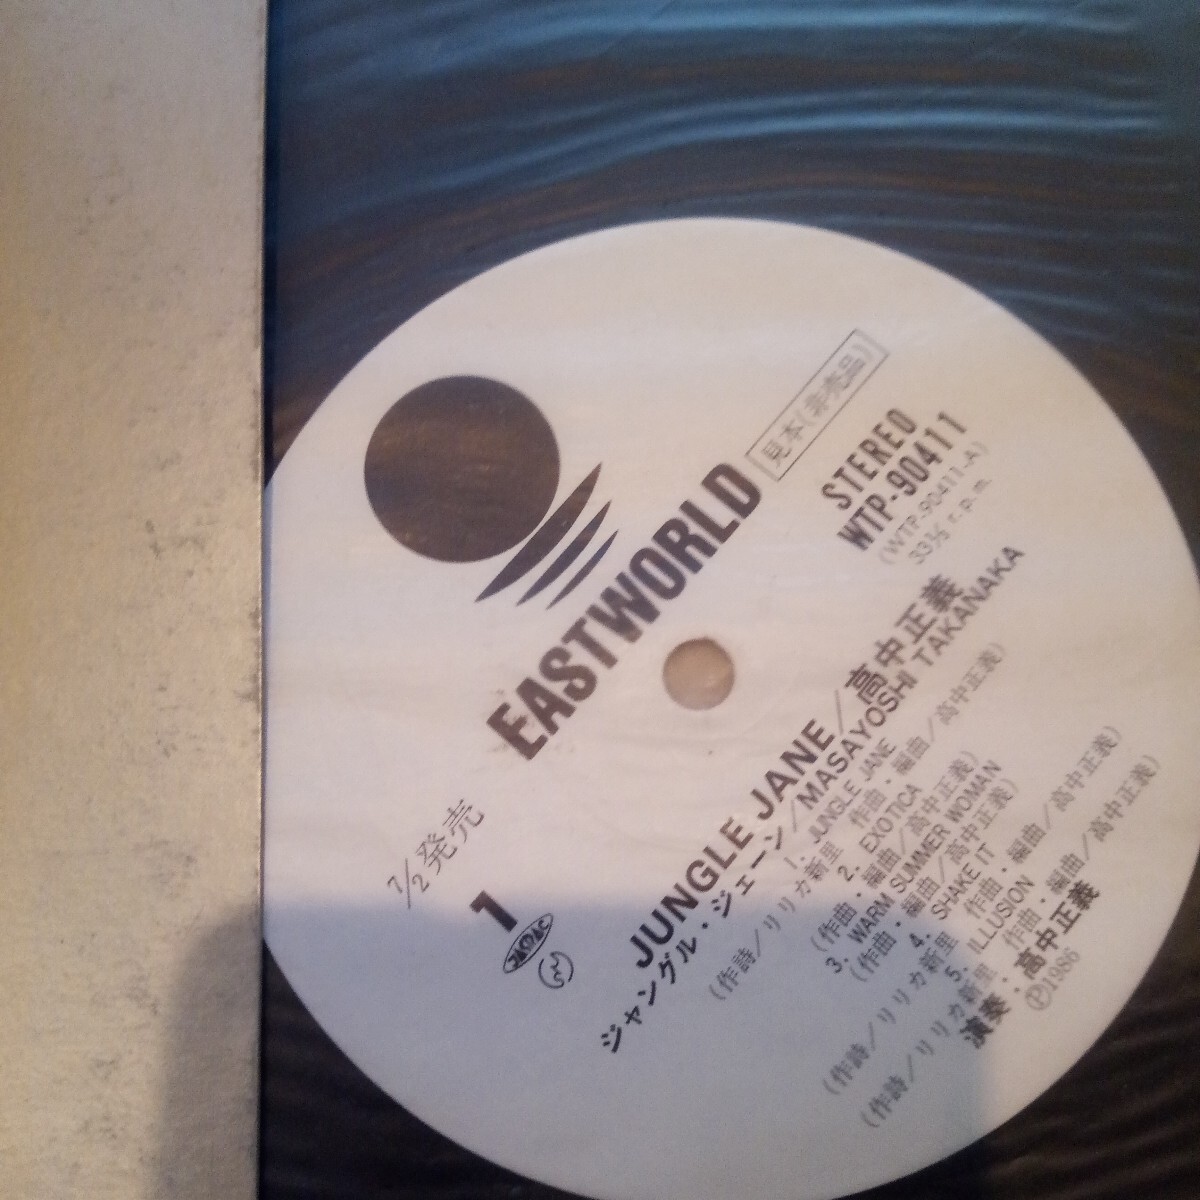 EASTWORLD
見本(非売品)
STEREO
WTP-90411
(WTP-90411-A)
33⅓ r.p.m.
7/2発売
1
JASRAC
JUNGLE JANE/高中正義
ジャングル・ジェーン/MASAYOSHI TAKANAKA
1. JUNGLE JANE
(作詩/リリカ新里 作曲・編曲/高中正義)
2. EXOTICA
(作曲・編曲/高中正義)
3. WARM SUMMER WOMAN
(作曲・編曲/高中正義)
4. SHAKE IT
(作詩/リリカ新里 作曲・編曲/高中正義)
5. ILLUSION
(作詩/リリカ新里 作曲・編曲/高中正義)
演奏・高中正義
Ⓟ1986